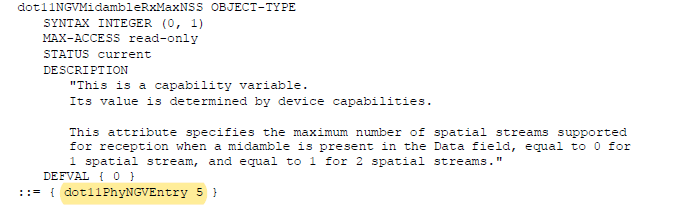 dot11NGVMidambleRxMaxNSS OBJECT-TYPE
SYNTAX INTEGER (0, 1)
MAX-ACCESS read-only
STATUS current
DESCRIPTION
"This is a capability variable.
Its value is determined by device capabilities.
This attribute specifies the maximum number of spatial streams supported
for reception when a midamble is present in the Data field, equal to 0 for
1 spatial stream, and equal to 1 for 2 spatial streams."
DEFVAL { 0 }
::= { dot11PhyNGVEntry 5 }